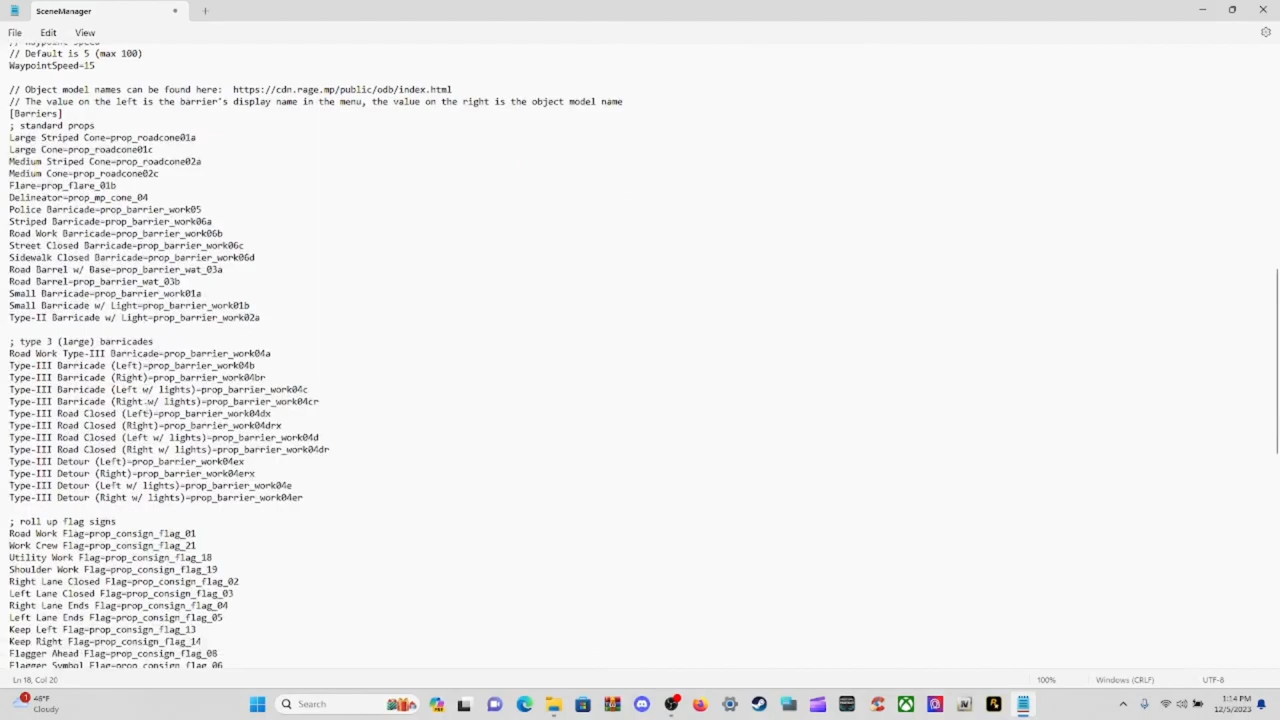 SceneManager
File Edit View
// Waypoint speed
// Default is 5 (max 100)
WaypointSpeed=15
// Object model names can be found here:  https://cdn.rage.mp/public/odb/index.html
// The value on the left is the barrier's display name in the menu, the value on the right is the object model name
[Barriers]
; standard props
Large Striped Cone=prop_roadcone01a
Large Cone=prop_roadcone01c
Medium Striped Cone=prop_roadcone02a
Medium Cone=prop_roadcone02c
Flare=prop_flare_01b
Delineator=prop_mp_cone_04
Police Barricade=prop_barrier_work05
Striped Barricade=prop_barrier_work06a
Road Work Barricade=prop_barrier_work06b
Street Closed Barricade=prop_barrier_work06c
Sidewalk Closed Barricade=prop_barrier_work06d
Road Barrel w/ Base=prop_barrier_wat_03a
Road Barrel=prop_barrier_wat_03b
Small Barricade=prop_barrier_work01a
Small Barricade w/ Light=prop_barrier_work01b
Type-II Barricade w/ Light=prop_barrier_work02a
; type 3 (large) barricades
Road Work Type-III Barricade=prop_barrier_work04a
Type-III Barricade (Left)=prop_barrier_work04b
Type-III Barricade (Right)=prop_barrier_work04br
Type-III Barricade (Left w/ lights)=prop_barrier_work04c
Type-III Barricade (Right w/ lights)=prop_barrier_work04cr
Type-III Road Closed (Left)=prop_barrier_work04dx
Type-III Road Closed (Right)=prop_barrier_work04drx
Type-III Road Closed (Left w/ lights)=prop_barrier_work04d
Type-III Road Closed (Right w/ lights)=prop_barrier_work04dr
Type-III Detour (Left)=prop_barrier_work04ex
Type-III Detour (Right)=prop_barrier_work04erx
Type-III Detour (Left w/ lights)=prop_barrier_work04e
Type-III Detour (Right w/ lights)=prop_barrier_work04er
; roll up flag signs
Road Work Flag=prop_consign_flag_01
Work Crew Flag=prop_consign_flag_21
Utility Work Flag=prop_consign_flag_18
Shoulder Work Flag=prop_consign_flag_19
Right Lane Closed Flag=prop_consign_flag_02
Left Lane Closed Flag=prop_consign_flag_03
Right Lane Ends Flag=prop_consign_flag_04
Left Lane Ends Flag=prop_consign_flag_05
Keep Left Flag=prop_consign_flag_13
Keep Right Flag=prop_consign_flag_14
Flagger Ahead Flag=prop_consign_flag_08
Flagger Symbol Flag=prop_consign_flag_06
Ln 18, Col 20
100%
Windows (CRLF)
UTF-8
1
48°F
Cloudy
Search
1:14 PM
12/5/2023